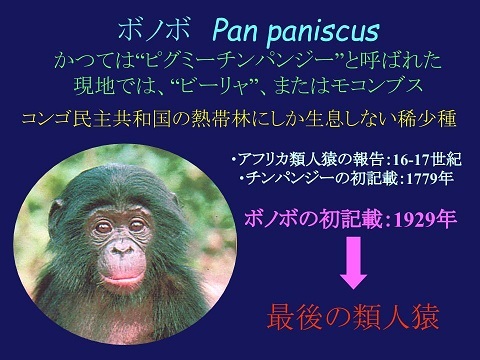 ボノボ　Pan paniscus
かつては“ピグミーチンパンジー”と呼ばれた
現地では、“ビーリャ”、またはモコンブス
コンゴ民主共和国の熱帯林にしか生息しない稀少種
・アフリカ類人猿の報告：16-17世紀
・チンパンジーの初記載：1779年
ボノボの初記載：1929年
最後の類人猿